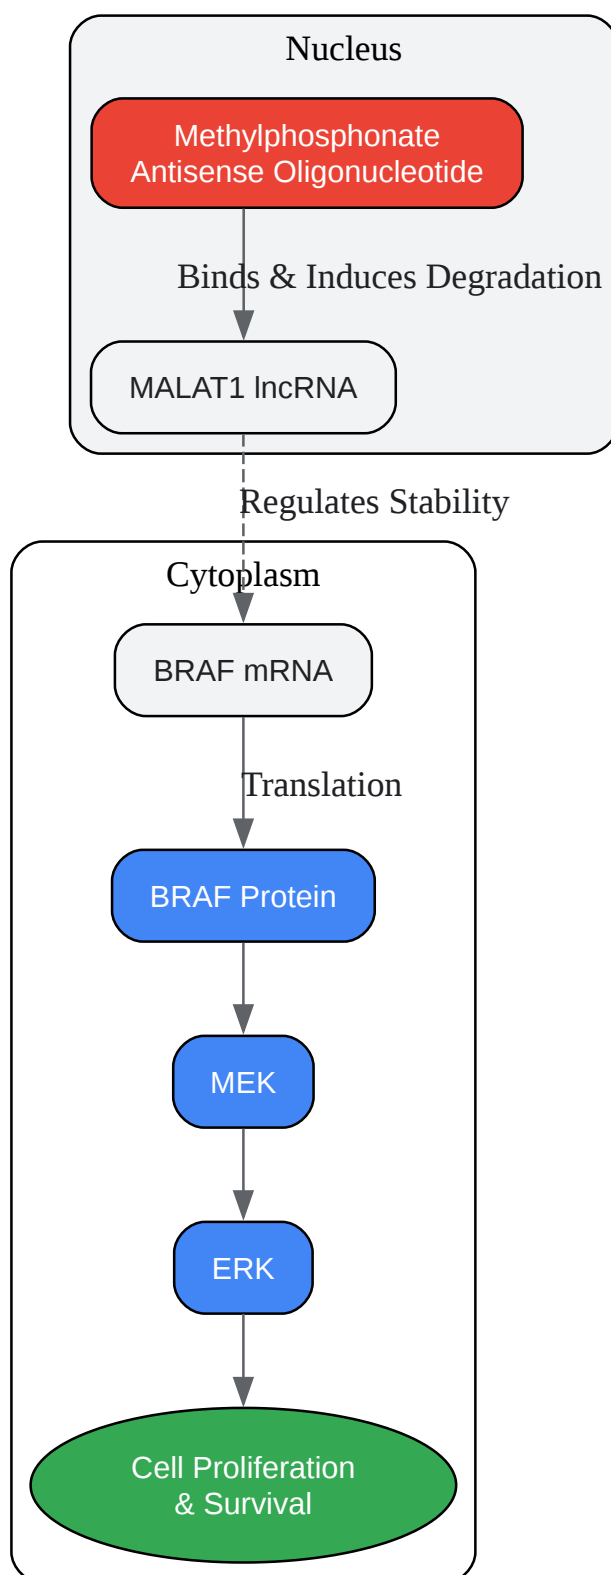 Nucleus
Methylphosphonate
Antisense Oligonucleotide
Binds & Induces Degradation
MALAT1 lncRNA
Regulates Stability
Cytoplasm
BRAF mRNA
Translation
BRAF Protein
MEK
ERK
Cell Proliferation
& Survival